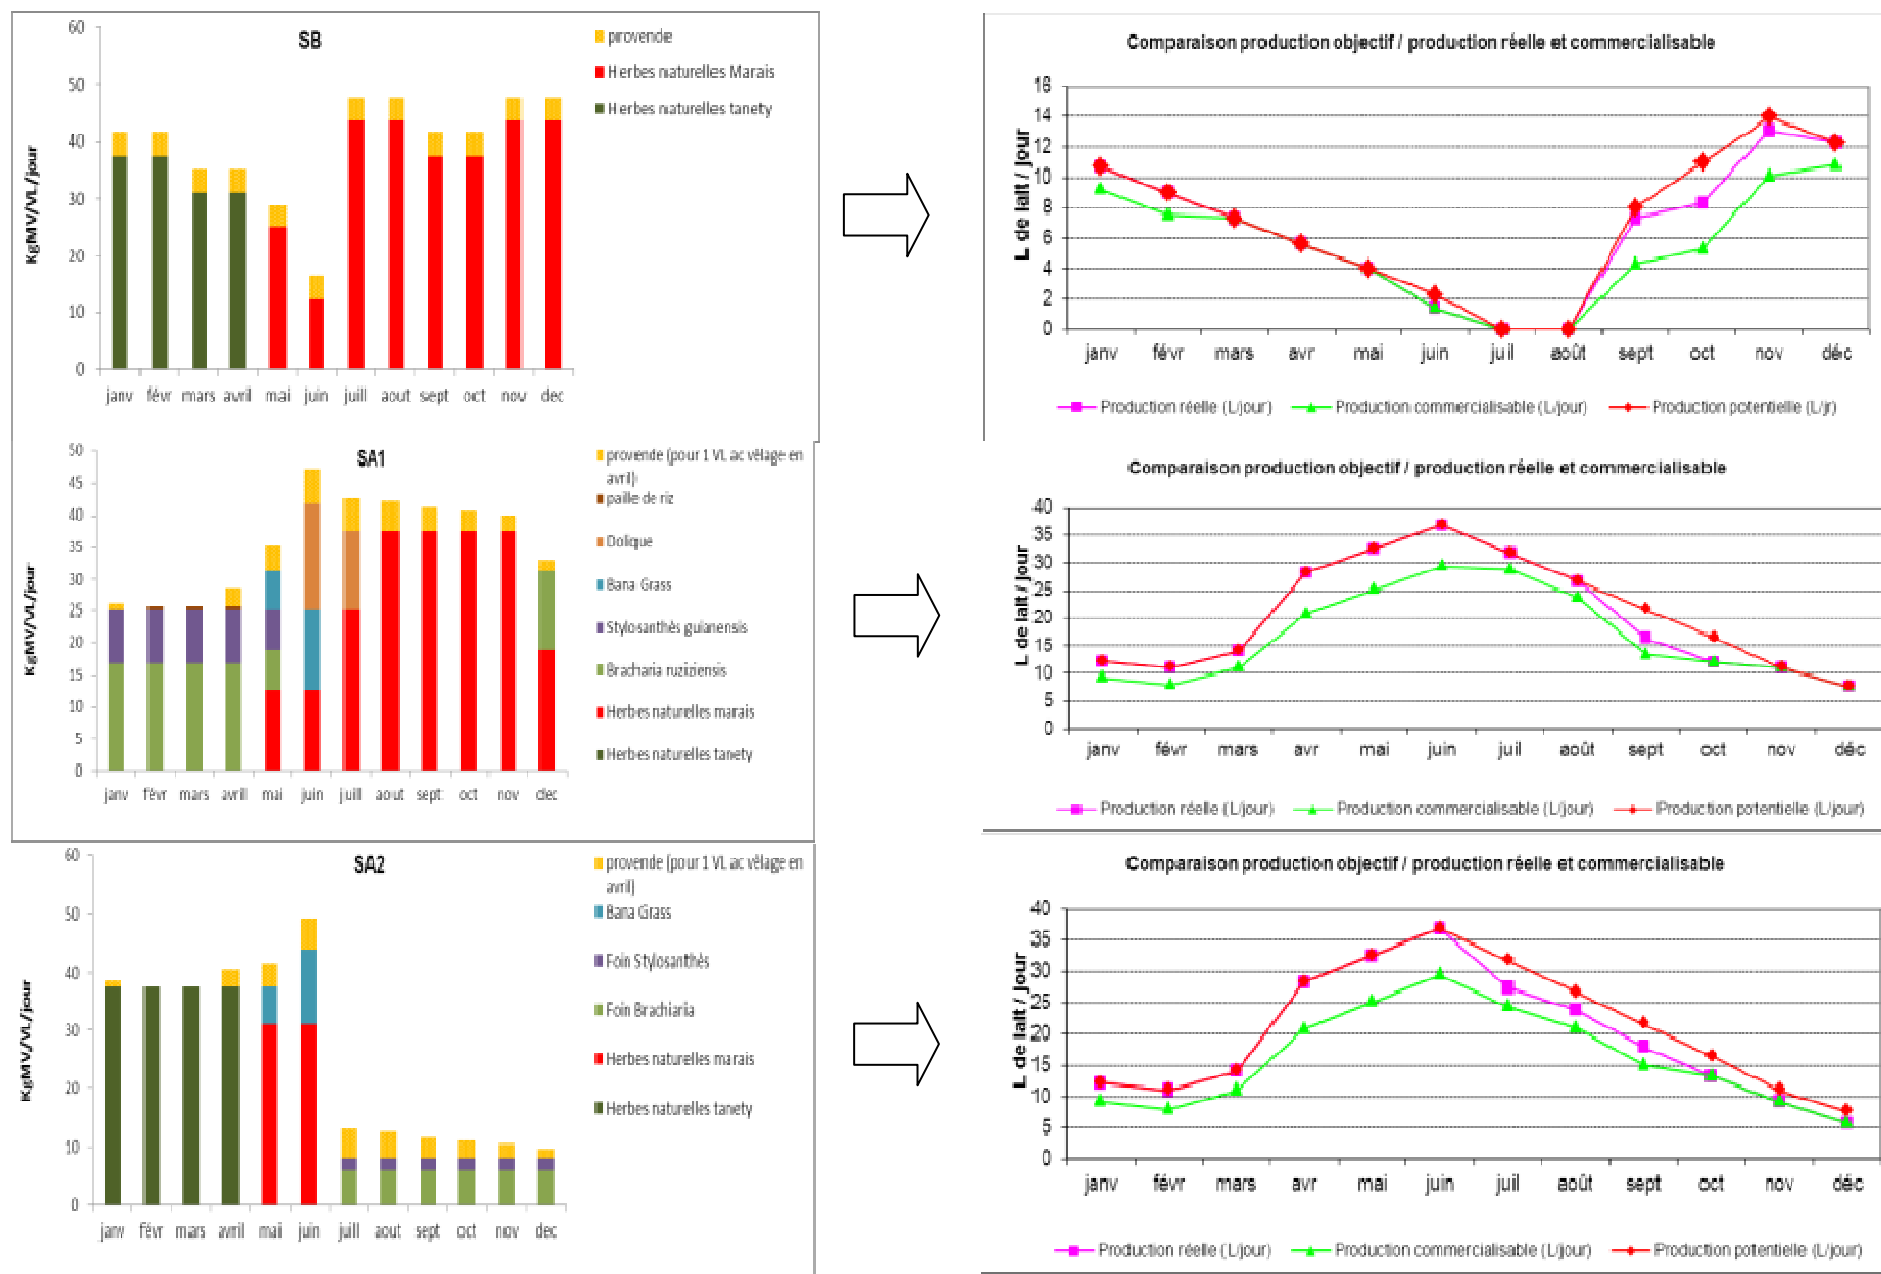 SB
KgMV/VL/jour
60
50
40
30
20
10
0
janv févr mars avril mai juin juill aout sept oct nov dec
provende
Herbes naturelles Marais
Herbes naturelles tanety
Comparaison production objectif / production réelle et commercialisable
L de lait / jour
16
14
12
10
8
6
4
2
0
janv févr mars avr mai juin juil août sept oct nov déc
Production réelle (L/jour) Production commercialisable (L/jour) Production potentielle (L/jr)
SA1
KgMV/VL/jour
50
45
40
35
30
25
20
15
10
5
0
janv févr mars avril mai juin juill aout sept oct nov dec
provende (pour 1 VL ac vêlage en
avril)
paille de riz
Dolique
Bana Grass
Stylosanthès guianensis
Bracharia ruziziensis
Herbes naturelles marais
Herbes naturelles tanety
Comparaison production objectif / production réelle et commercialisable
L de lait / jour
40
35
30
25
20
15
10
5
0
janv févr mars avr mai juin juil août sept oct nov déc
Production réelle (L/jour) Production commercialisable (L/jour) Production potentielle (L/jour)
SA2
KgMV/VL/jour
60
50
40
30
20
10
0
janv févr mars avril mai juin juill aout sept oct nov dec
provende (pour 1 VL ac vêlage en
avril)
Bana Grass
Foin Stylosanthès
Foin Brachiaria
Herbes naturelles marais
Herbes naturelles tanety
Comparaison production objectif / production réelle et commercialisable
L de lait / jour
40
35
30
25
20
15
10
5
0
janv févr mars avr mai juin juil août sept oct nov déc
Production réelle (L/jour) Production commercialisable (L/jour) Production potentielle (L/jour)